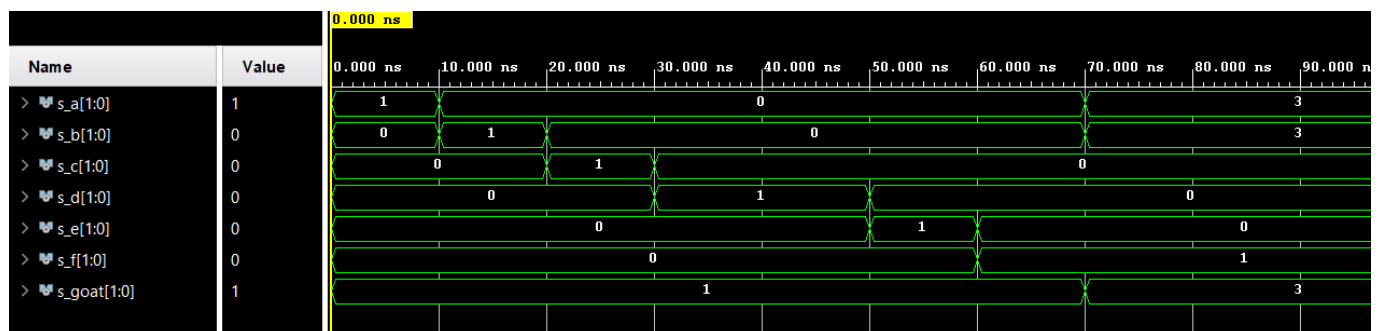 0.000 ns
Name Value 0.000 ns 10.000 ns 20.000 ns 30.000 ns 40.000 ns 50.000 ns 60.000 ns 70.000 ns 80.000 ns 90.000 n
> s_a[1:0] 1 1 0 3
> s_b[1:0] 0 0 1 0 3
> s_c[1:0] 0 0 1 0
> s_d[1:0] 0 0 1 0
> s_e[1:0] 0 0 1 0
> s_f[1:0] 0 0 1
> s_goat[1:0] 1 1 3